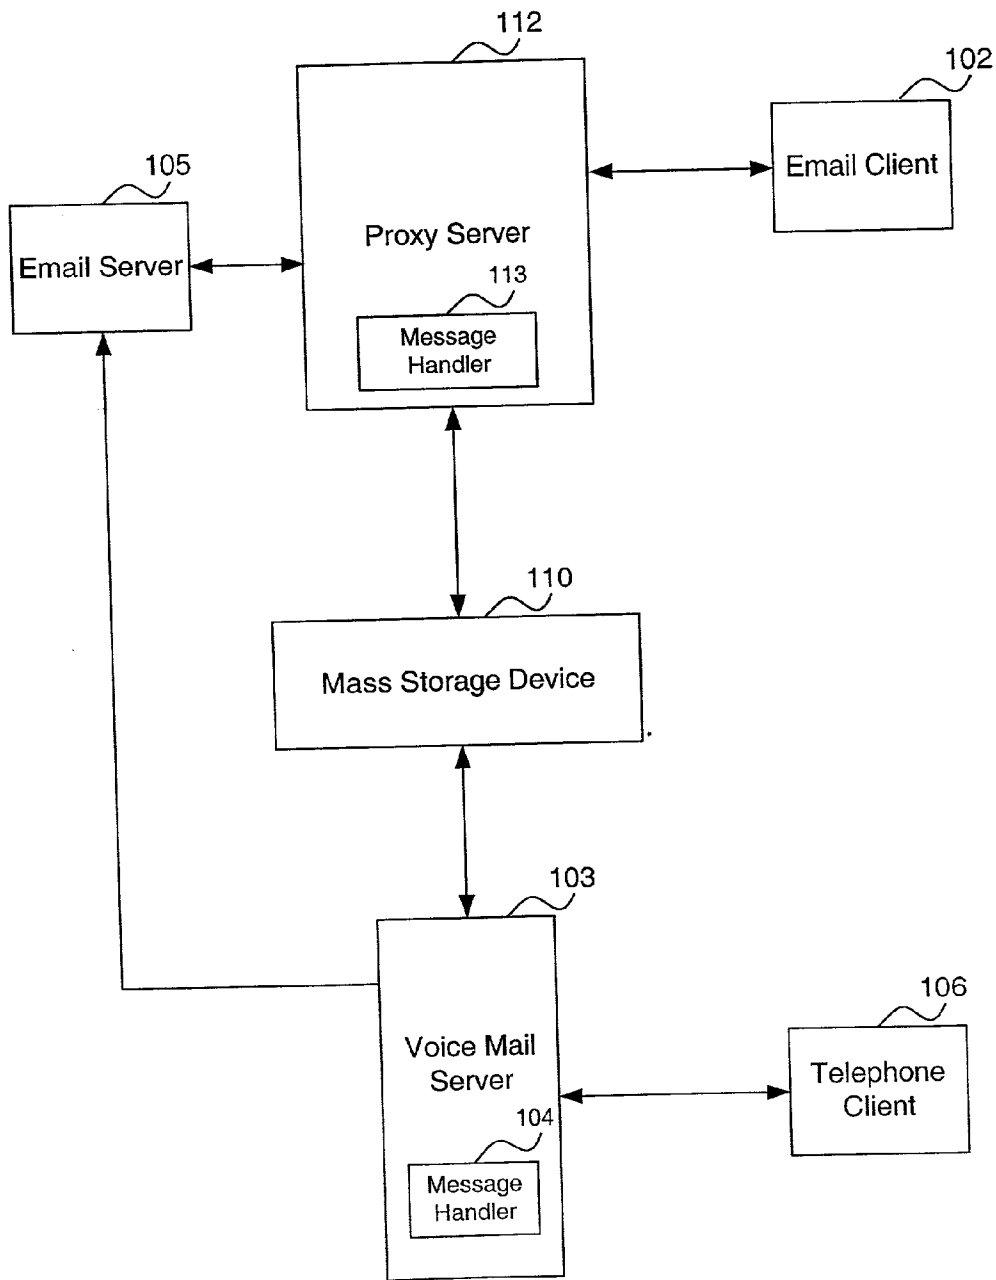 112
102
Email Client
105
Email Server
Proxy Server
113
Message
Handler
110
Mass Storage Device
103
Voice Mail
Server
104
Message
Handler
106
Telephone
Client